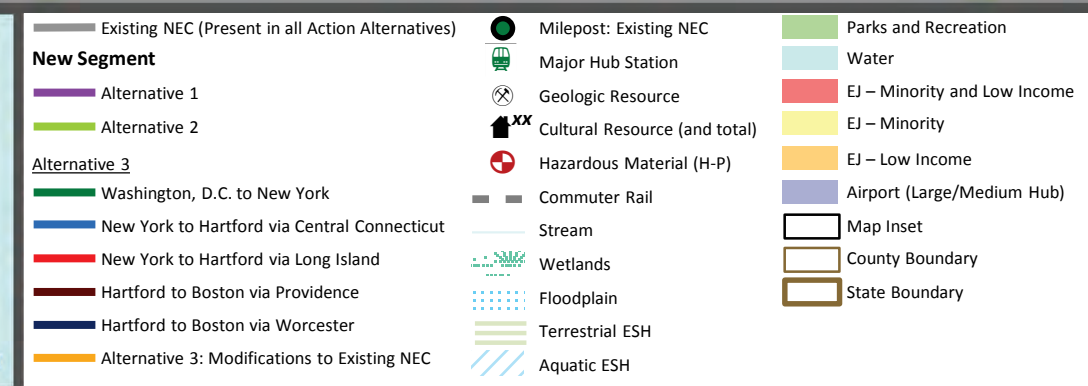 Existing NEC (Present in all Action Alternatives)
New Segment
Alternative 1
Alternative 2
Alternative 3
Washington, D.C. to New York
New York to Hartford via Central Connecticut
New York to Hartford via Long Island
Hartford to Boston via Providence
Hartford to Boston via Worcester
Alternative 3: Modifications to Existing NEC
Milepost: Existing NEC
Major Hub Station
Geologic Resource
XX Cultural Resource (and total)
Hazardous Material (H-P)
Commuter Rail
Stream
Wetlands
Floodplain
Terrestrial ESH
Aquatic ESH
Parks and Recreation
Water
EJ – Minority and Low Income
EJ – Minority
EJ – Low Income
Airport (Large/Medium Hub)
Map Inset
County Boundary
State Boundary